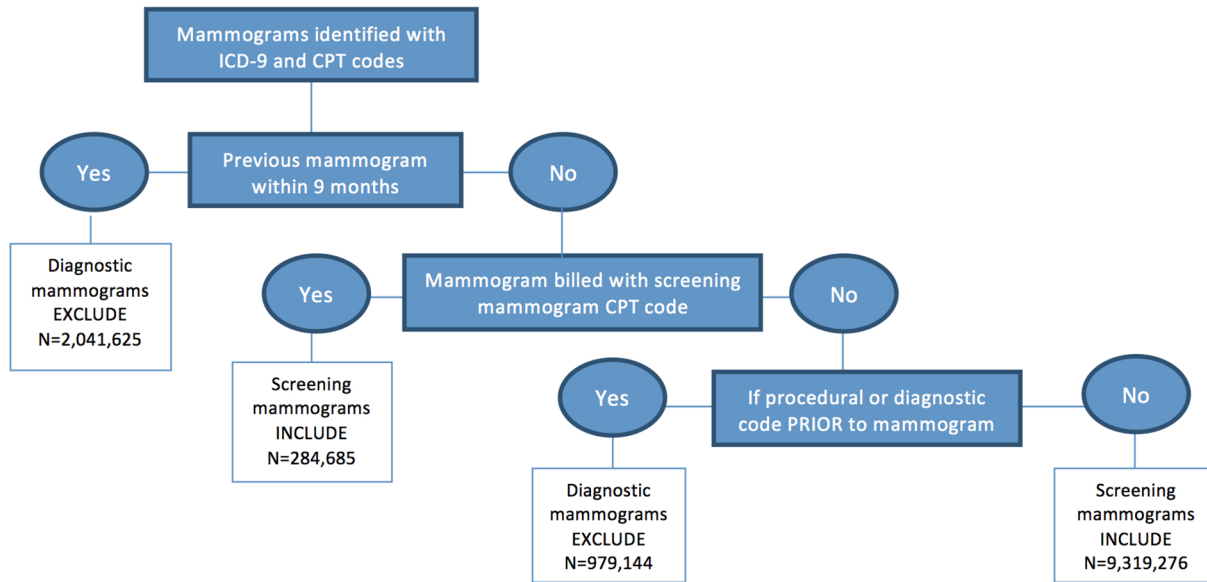 Mammograms identified with
ICD-9 and CPT codes
Yes
Previous mammogram
within 9 months
No
Diagnostic
mammograms
EXCLUDE
N=2,041,625
Yes
Mammogram billed with screening
mammogram CPT code
No
Screening
mammograms
INCLUDE
N=284,685
Yes
If procedural or diagnostic
code PRIOR to mammogram
No
Diagnostic
mammograms
EXCLUDE
N=979,144
Screening
mammograms
INCLUDE
N=9,319,276